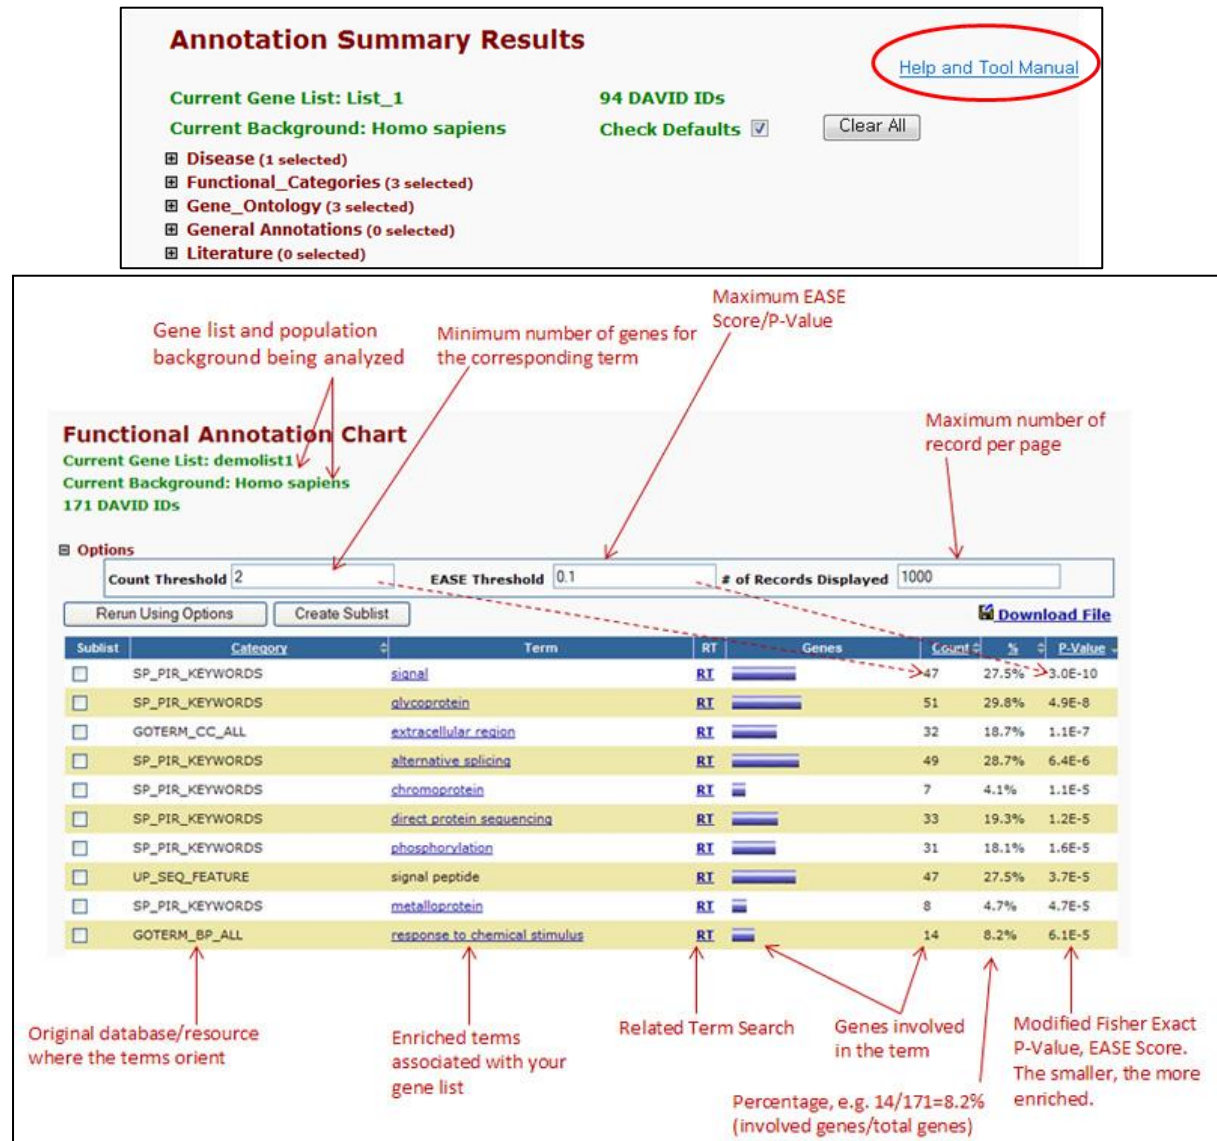 Annotation Summary Results
Help and Tool Manual
Current Gene List: List_1
94 DAVID IDs
Current Background: Homo sapiens
Check Defaults
Clear All
Disease (1 selected)
Functional_Categories (3 selected)
Gene_Ontology (3 selected)
General Annotations (0 selected)
Literature (0 selected)
Maximum EASE
Score/P-Value
Gene list and population
background being analyzed
Minimum number of genes for
the corresponding term
Maximum number of
record per page
Functional Annotation Chart
Current Gene List: demolist1
Current Background: Homo sapiens
171 DAVID IDs
Options
Count Threshold 2 EASE Threshold 0.1 # of Records Displayed 1000
Rerun Using Options Create Sublist Download File
Sublist Category Term RT Genes Count % P-Value
SP_PIR_KEYWORDS signal RT 47 27.5% 3.0E-10
SP_PIR_KEYWORDS glycoprotein RT 51 29.8% 4.9E-8
GOTERM_CC_ALL extracellular region RT 32 18.7% 1.1E-7
SP_PIR_KEYWORDS alternative splicing RT 49 28.7% 6.4E-6
SP_PIR_KEYWORDS chromoprotein RT 7 4.1% 1.1E-5
SP_PIR_KEYWORDS direct protein sequencing RT 33 19.3% 1.2E-5
SP_PIR_KEYWORDS phosphorylation RT 31 18.1% 1.6E-5
UP_SEQ_FEATURE signal peptide RT 47 27.5% 3.7E-5
SP_PIR_KEYWORDS metalloprotein RT 8 4.7% 4.7E-5
GOTERM_BP_ALL response to chemical stimulus RT 14 8.2% 6.1E-5
Original database/resource
where the terms orient
Enriched terms
associated with your
gene list
Related Term Search
Genes involved
in the term
Percentage, e.g. 14/171=8.2%
(involved genes/total genes)
Modified Fisher Exact
P-Value, EASE Score.
The smaller, the more
enriched.